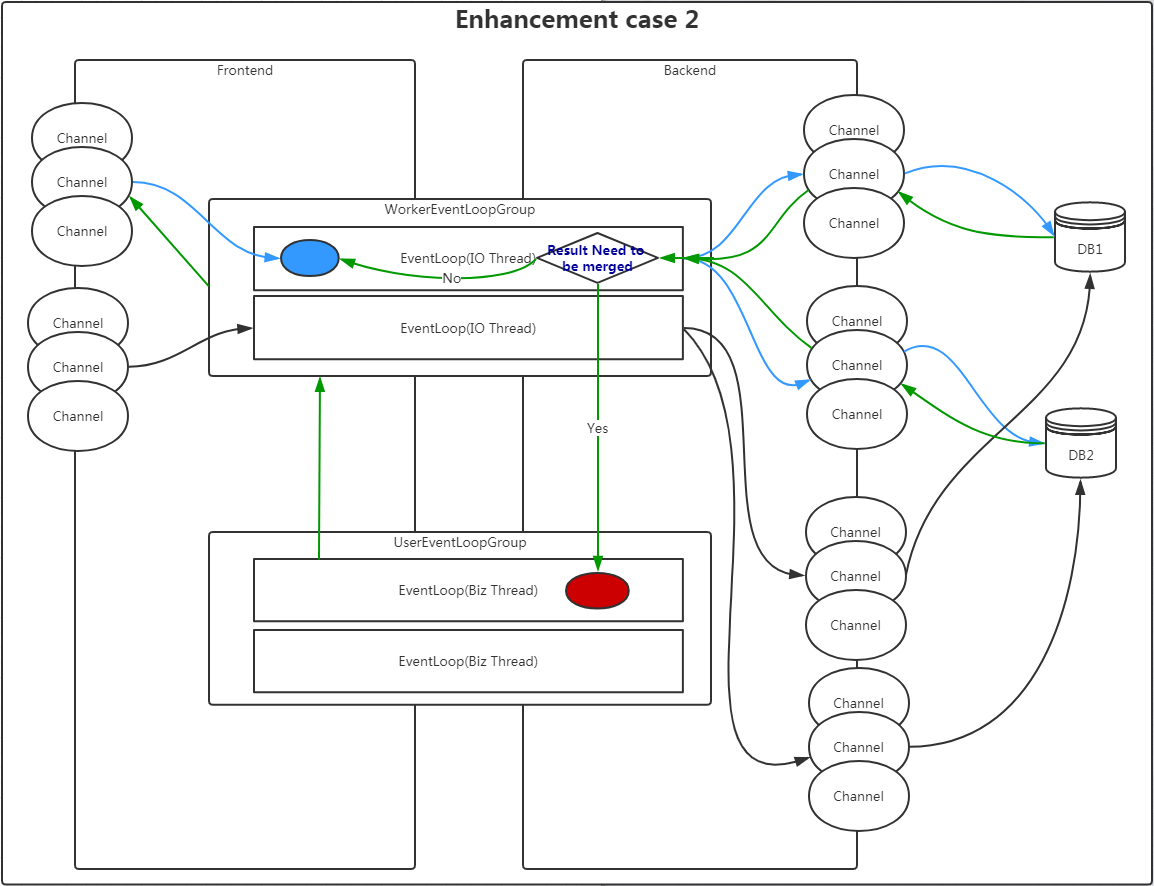 Enhancement case 2
Frontend
Backend
Channel
Channel
Channel
Channel
Channel
Channel
WorkerEventLoopGroup
EventLoop(IO Thread)
No
Result Need to
be merged
EventLoop(IO Thread)
Yes
UserEventLoopGroup
EventLoop(Biz Thread)
EventLoop(Biz Thread)
Channel
Channel
Channel
Channel
Channel
Channel
Channel
Channel
Channel
Channel
Channel
Channel
DB1
DB2